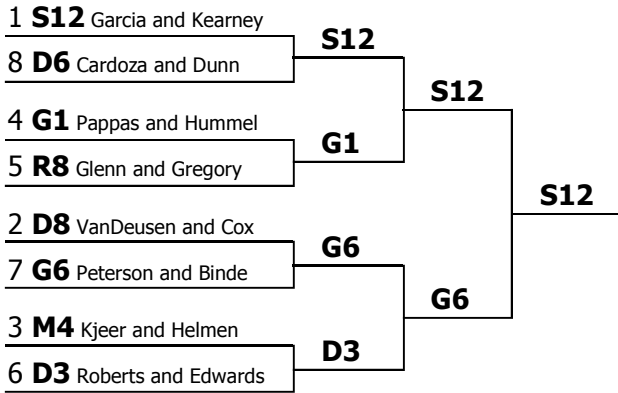 1 S12 Garcia and Kearney
S12
8 D6 Cardoza and Dunn
S12
4 G1 Pappas and Hummel
G1
5 R8 Glenn and Gregory
S12
2 D8 VanDeusen and Cox
G6
7 G6 Peterson and Binde
G6
3 M4 Kjeer and Helmen
D3
6 D3 Roberts and Edwards